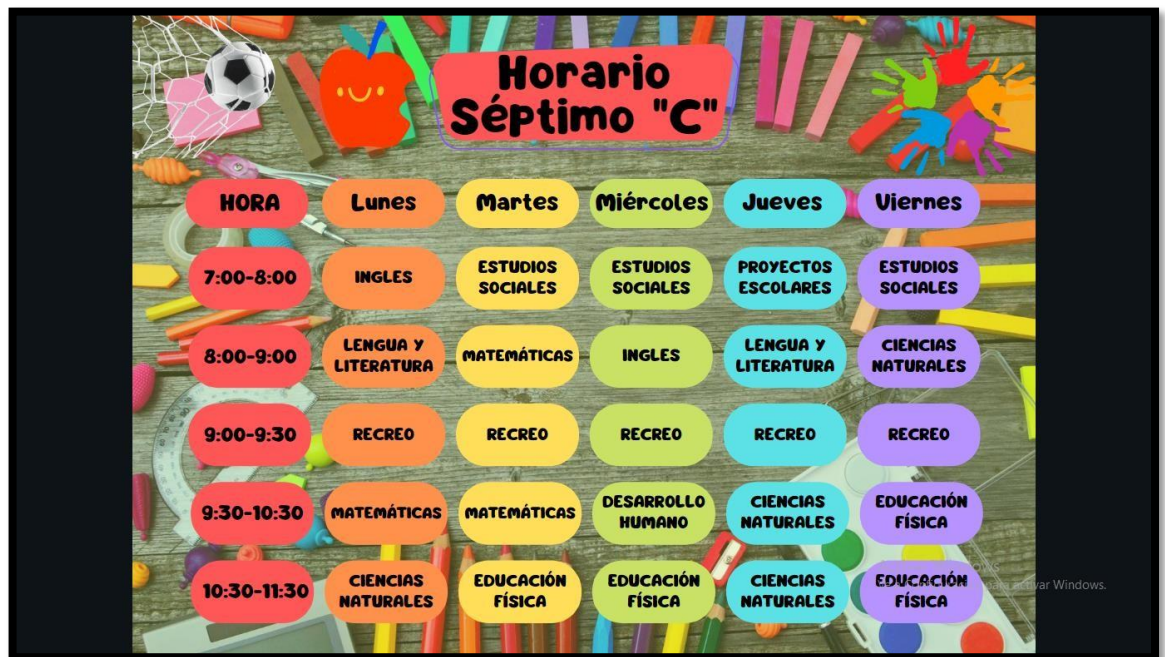 Horario
Séptimo "C"
HORA Lunes Martes Miércoles Jueves Viernes
7:00-8:00 INGLES ESTUDIOS SOCIALES ESTUDIOS SOCIALES PROYECTOS ESCOLARES ESTUDIOS SOCIALES
8:00-9:00 LENGUA Y LITERATURA MATEMÁTICAS INGLES LENGUA Y LITERATURA CIENCIAS NATURALES
9:00-9:30 RECREO RECREO RECREO RECREO RECREO
9:30-10:30 MATEMÁTICAS MATEMÁTICAS DESARROLLO HUMANO CIENCIAS NATURALES EDUCACIÓN FÍSICA
10:30-11:30 CIENCIAS NATURALES EDUCACIÓN FÍSICA EDUCACIÓN FÍSICA CIENCIAS NATURALES EDUCACIÓN FÍSICA
Windows.